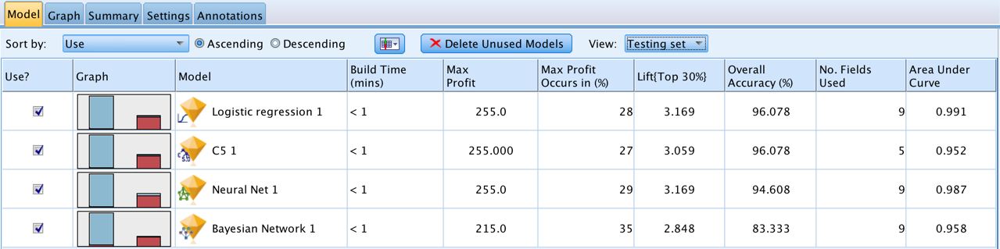 Model Graph Summary Settings Annotations
Sort by: Use Ascending Descending Delete Unused Models View: Testing set
Use? Graph Model Build Time (mins) Max Profit Max Profit Occurs in (%) Lift{Top 30%} Overall Accuracy (%) No. Fields Used Area Under Curve
Logistic regression 1 < 1 255.0 28 3.169 96.078 9 0.991
C5 1 < 1 255.000 27 3.059 96.078 5 0.952
Neural Net 1 < 1 255.0 29 3.169 94.608 9 0.987
Bayesian Network 1 < 1 215.0 35 2.848 83.333 9 0.958